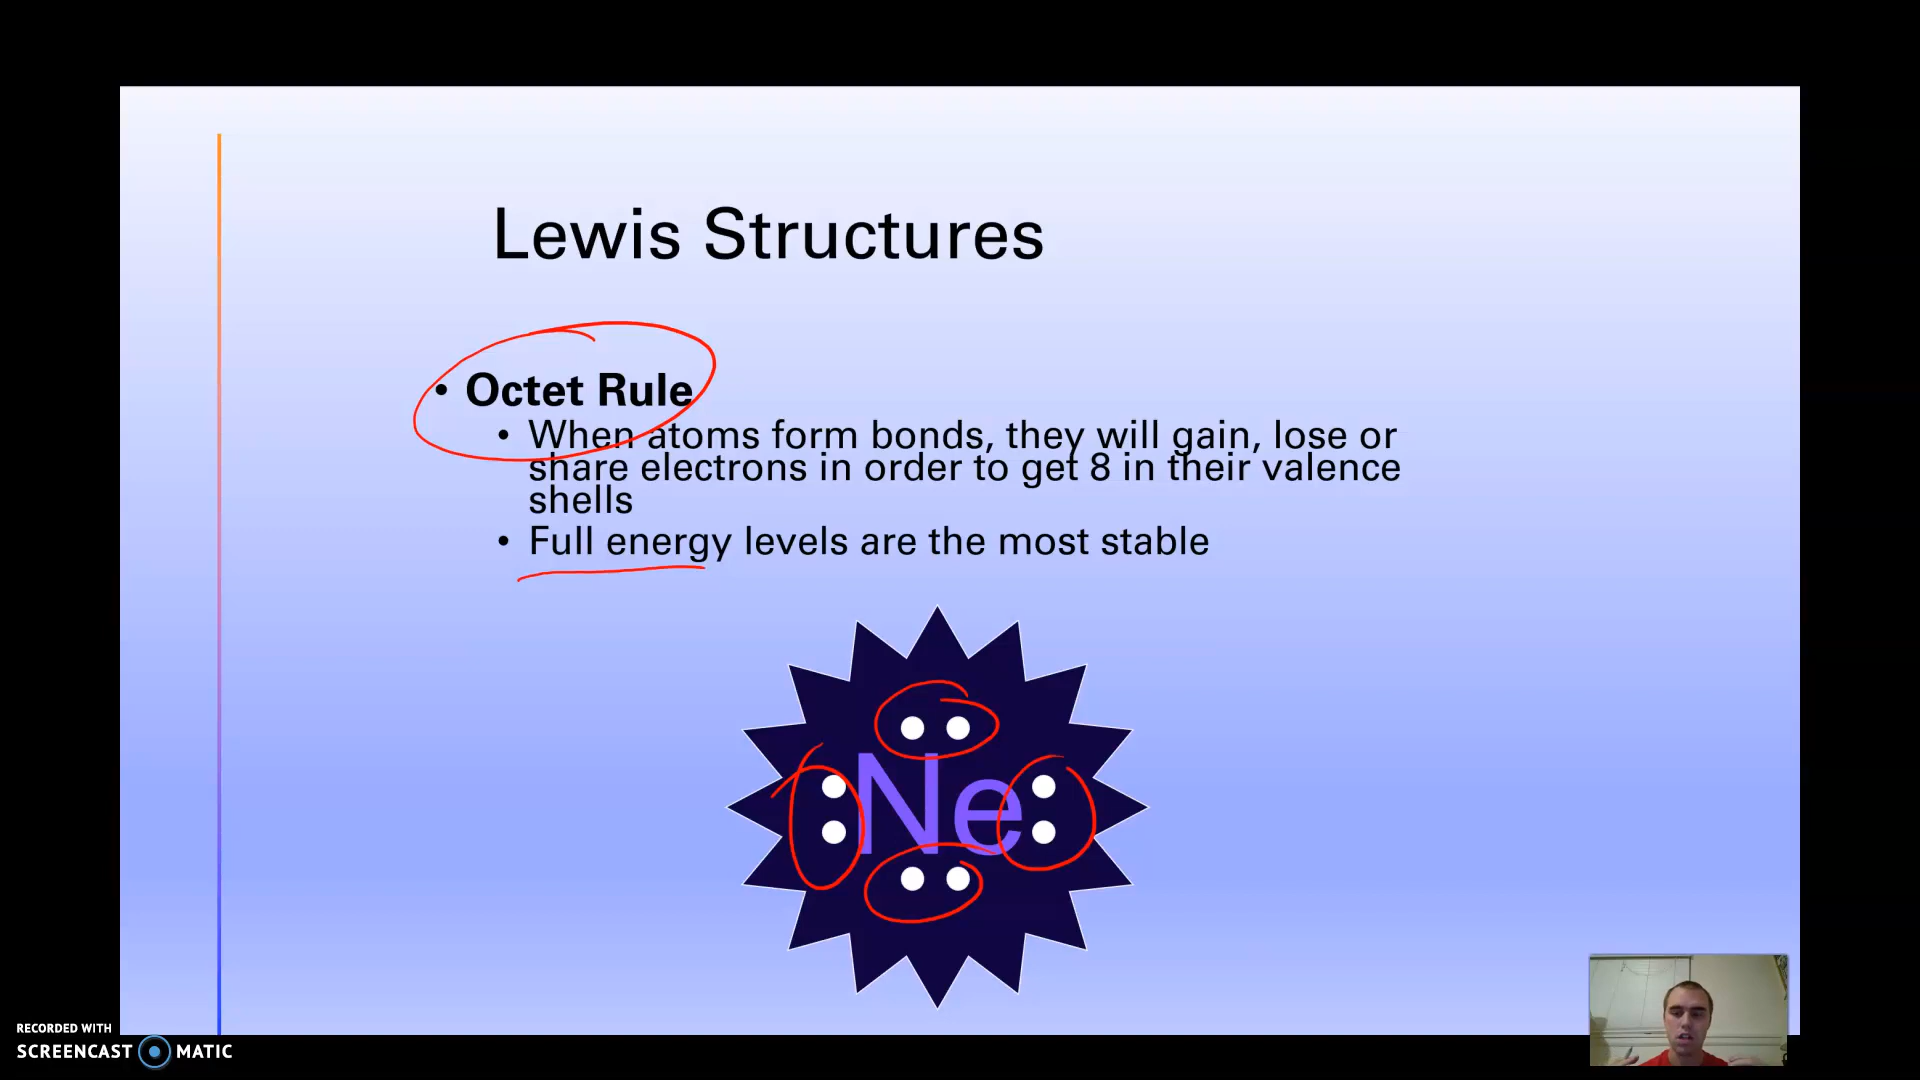 Lewis Structures
• Octet Rule
• When atoms form bonds, they will gain, lose or
share electrons in order to get 8 in their valence
shells
• Full energy levels are the most stable
Ne
RECORDED WITH
SCREENCAST MATIC